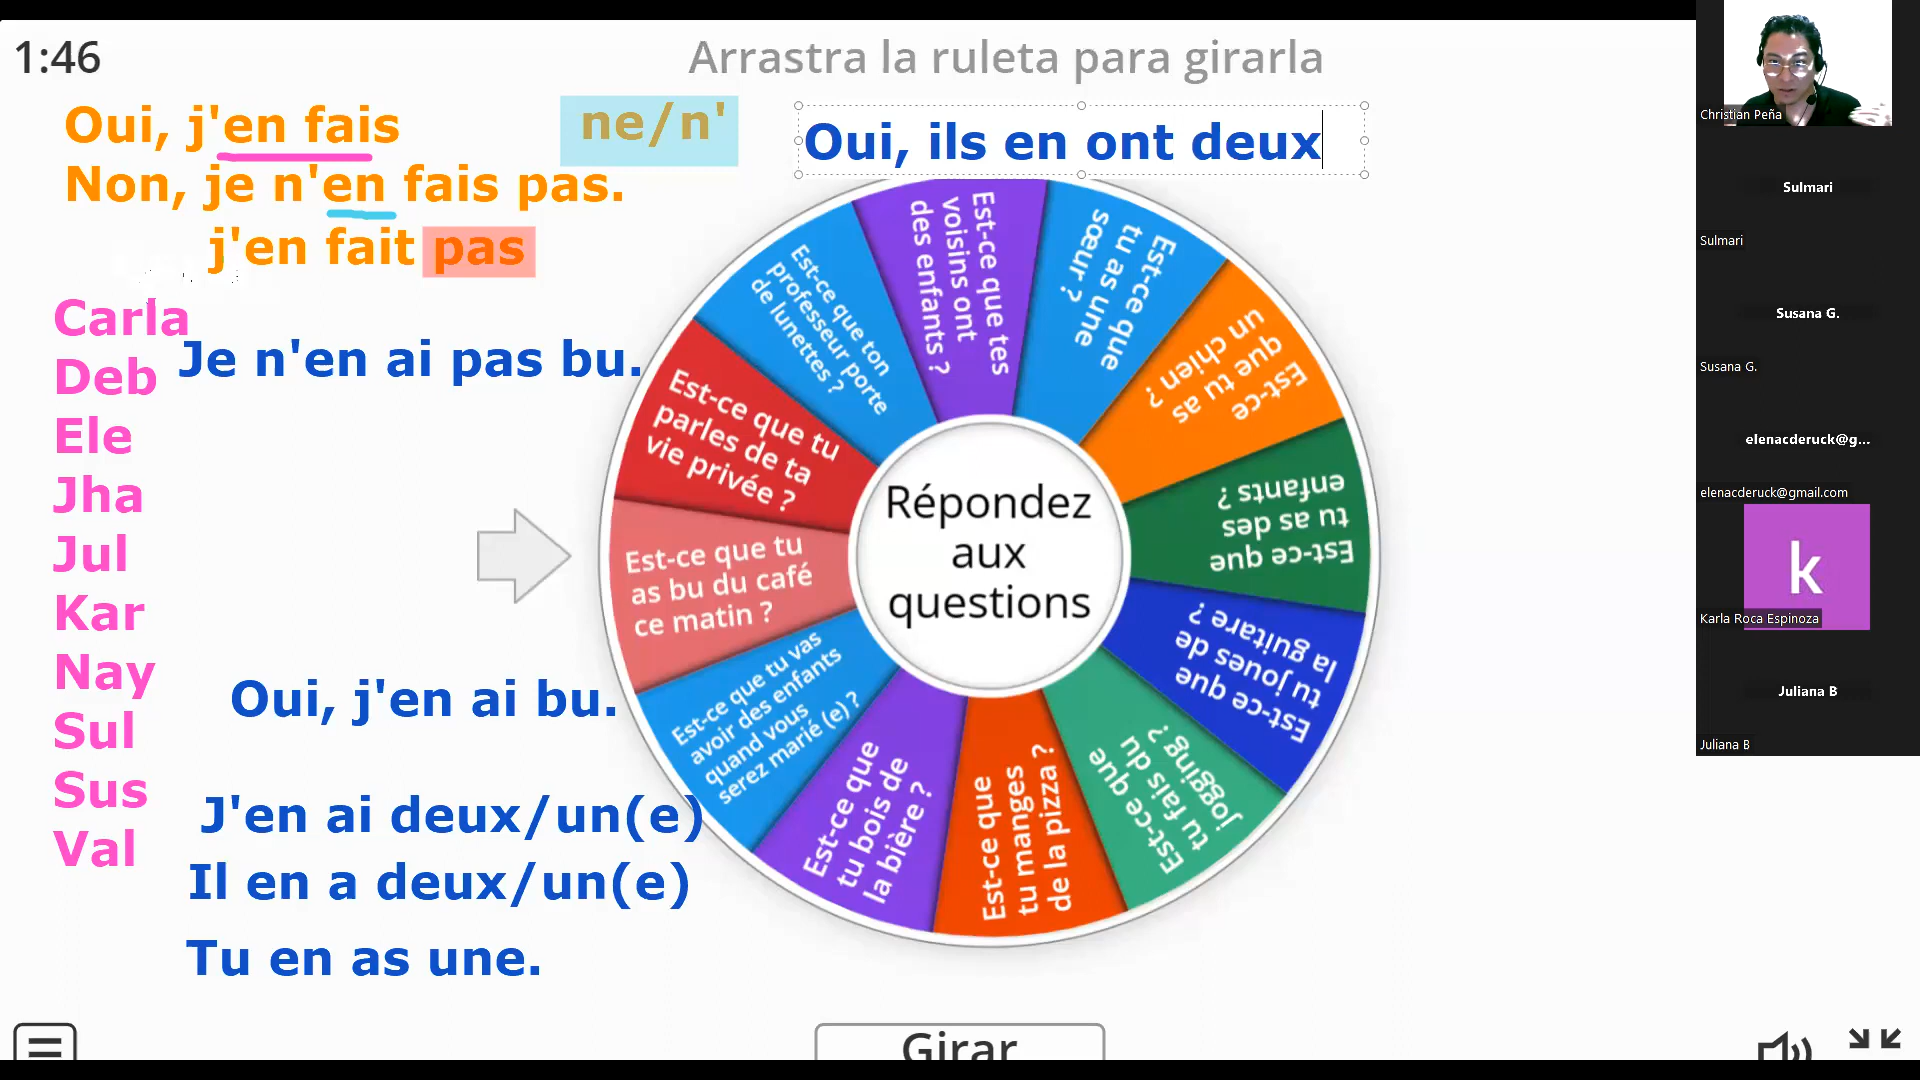 1:46
Arrastra la ruleta para girarla
Oui, j'en fais
ne/n'
Oui, ils en ont deux
Non, je n'en fais pas.
j'en fait pas
Carla
Deb
Ele
Jha
Jul
Kar
Nay
Sul
Sus
Val
Je n'en ai pas bu.
Oui, j'en ai bu.
J'en ai deux/un(e)
Il en a deux/un(e)
Tu en as une.
Répondez
aux
questions
Est-ce que tes
voisins ont
des enfants ?
Est-ce que
tu as une
sœur ?
Est-ce
que tu as
un chien ?
Est-ce que
tu as des
enfants ?
Est-ce que
tu joues de
la guitare ?
Est-ce que
tu fais du
jogging ?
Est-ce que
tu manges
de la pizza ?
Est-ce que
tu bois de
la bière ?
Est-ce que tu vas
avoir des enfants
quand vous
serez marié (e) ?
Est-ce que tu
as bu du café
ce matin ?
Est-ce que tu
parles de ta
vie privée ?
Est-ce que ton
professeur porte
de lunettes ?
Girar
Christian Peña
Sulmari
Sulmari
Susana G.
Susana G.
elenacderuck@g...
elenacderuck@gmail.com
k
Karla Roca Espinoza
Juliana B
Juliana B